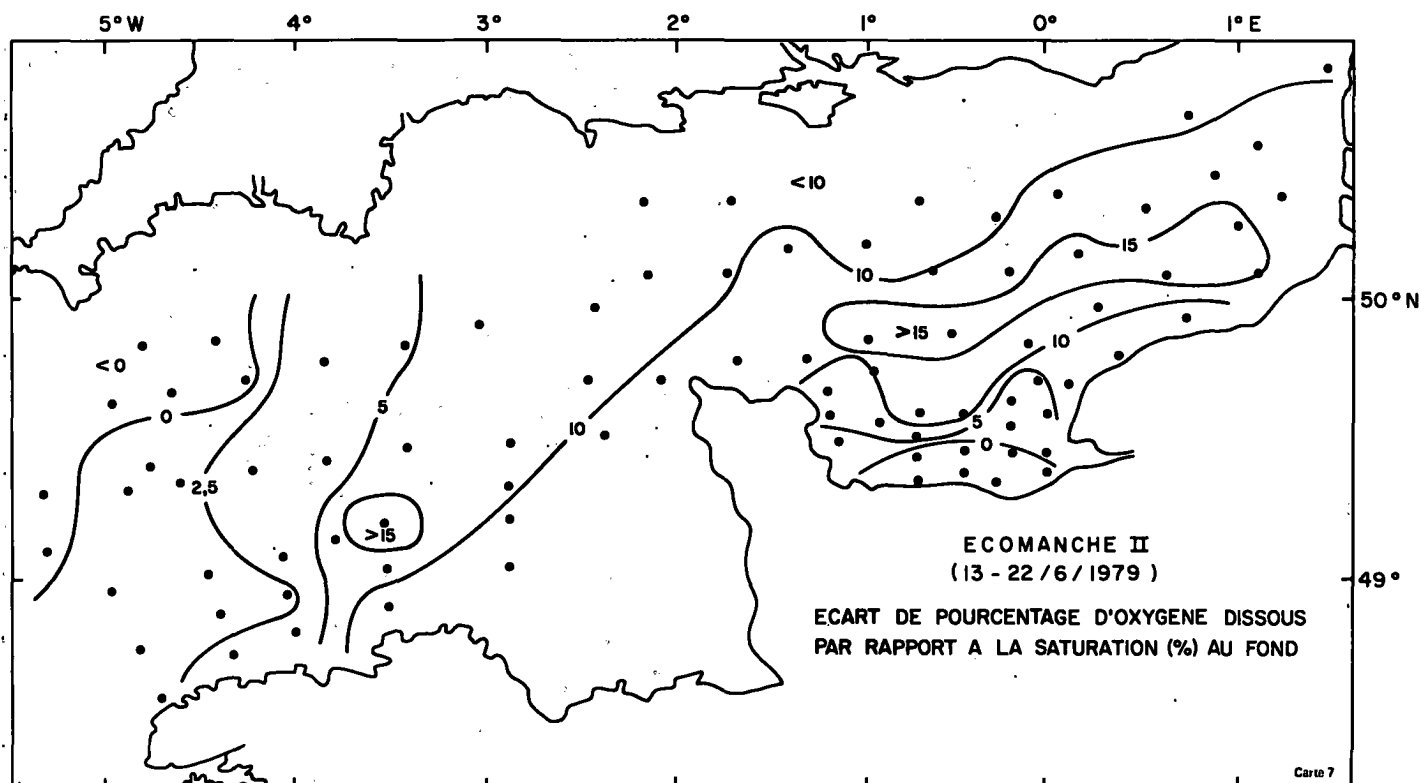 5° W 4° 3° 2° 1° 0° 1° E
<10
15
10
50° N
>15
<0
10
5
0
10
5
0
2,5
>15
ECOMANCHE II
(13 - 22/6/1979)
49°
ECART DE POURCENTAGE D'OXYGENE DISSOUS
PAR RAPPORT A LA SATURATION (%) AU FOND
Carte 7